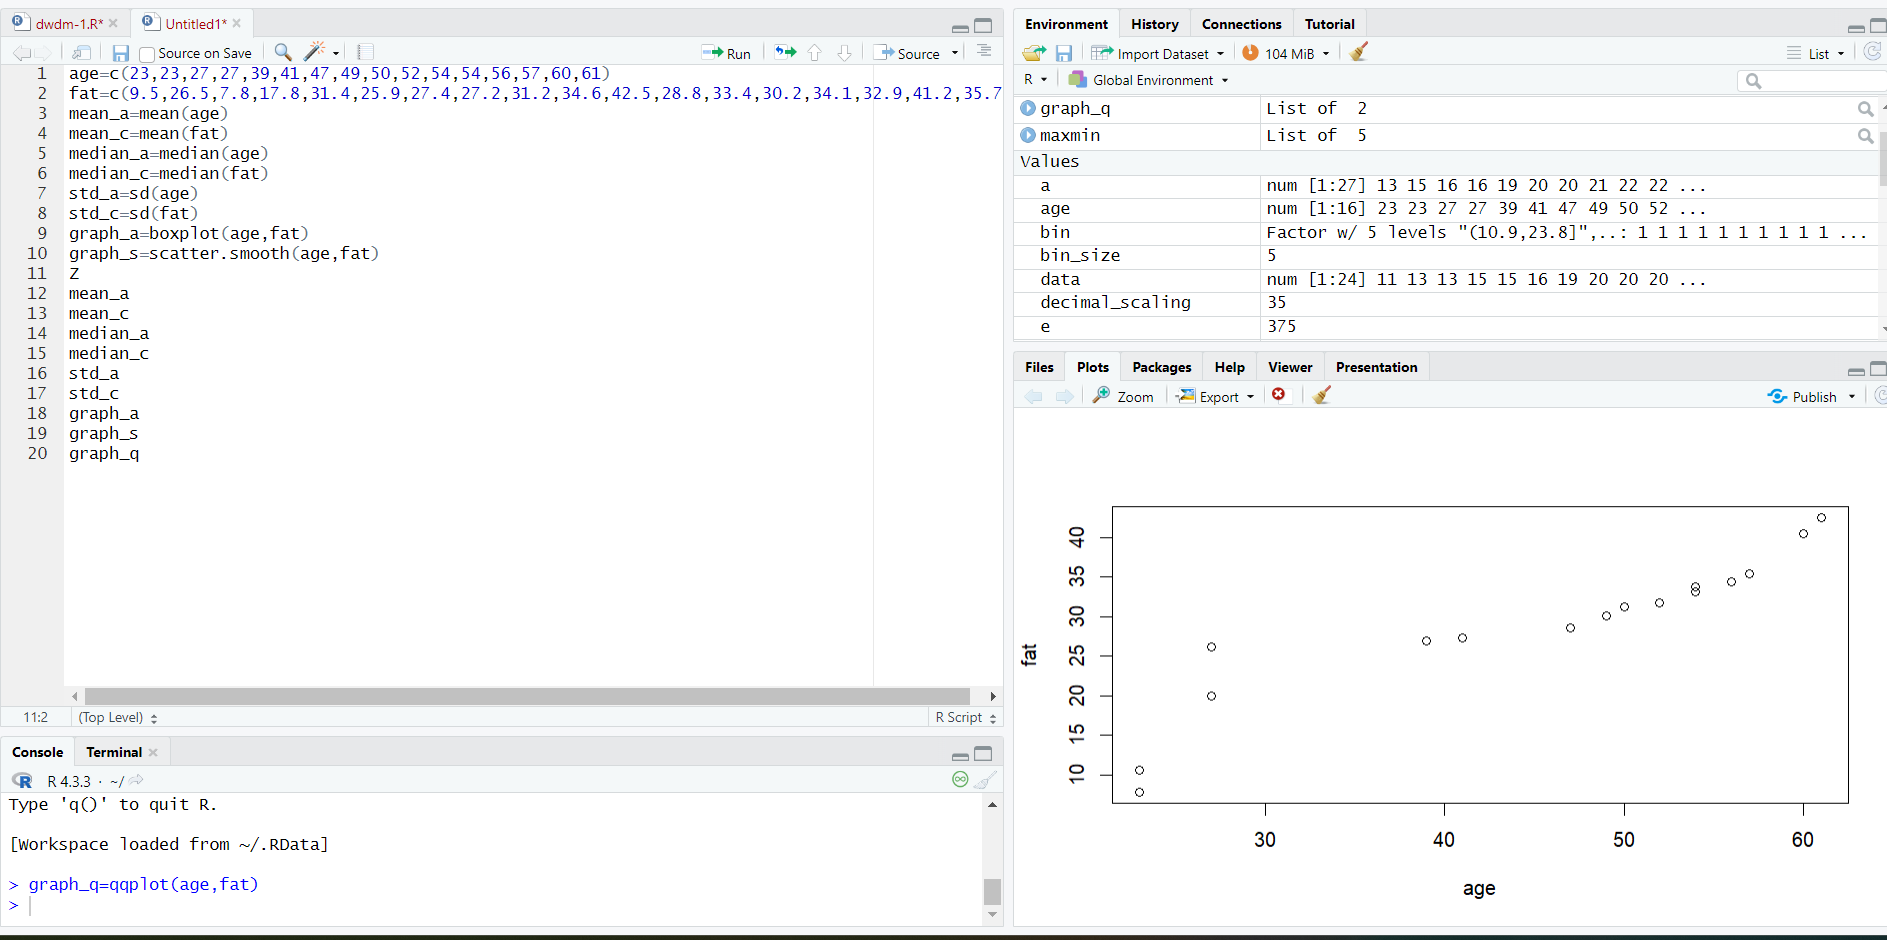 dwdm-1.R*
Untitled1*
Source on Save
Run
Source
1 age=c(23,23,27,27,39,41,47,49,50,52,54,54,56,57,60,61)
2 fat=c(9.5,26.5,7.8,17.8,31.4,25.9,27.4,27.2,31.2,34.6,42.5,28.8,33.4,30.2,34.1,32.9,41.2,35.7
3 mean_a=mean(age)
4 mean_c=mean(fat)
5 median_a=median(age)
6 median_c=median(fat)
7 std_a=sd(age)
8 std_c=sd(fat)
9 graph_a=boxplot(age,fat)
10 graph_s=scatter.smooth(age,fat)
11 Z
12 mean_a
13 mean_c
14 median_a
15 median_c
16 std_a
17 std_c
18 graph_a
19 graph_s
20 graph_q
11:2 (Top Level) R Script
Console Terminal
R R 4.3.3 · ~/
Type 'q()' to quit R.
[Workspace loaded from ~/.RData]
> graph_q=qqplot(age,fat)
>
Environment History Connections Tutorial
Import Dataset 104 MiB List
R Global Environment
graph_q List of 2
maxmin List of 5
Values
a num [1:27] 13 15 16 16 19 20 20 21 22 22 ...
age num [1:16] 23 23 27 27 39 41 47 49 50 52 ...
bin Factor w/ 5 levels "(10.9,23.8]",..: 1 1 1 1 1 1 1 1 1 1 ...
bin_size 5
data num [1:24] 11 13 13 15 15 16 19 20 20 20 ...
decimal_scaling 35
e 375
Files Plots Packages Help Viewer Presentation
Zoom Export Publish
40
35
30
25
20
15
10
fat
30 40 50 60
age